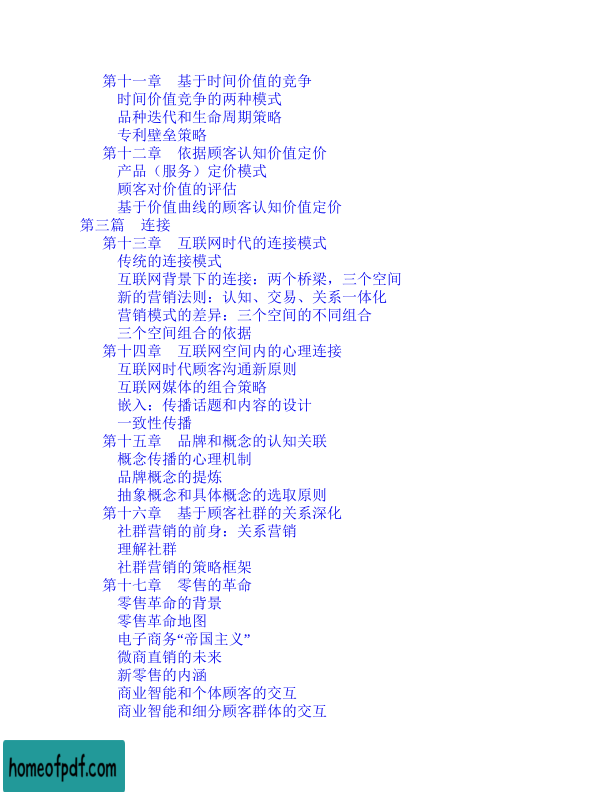 第十一章　基于时间价值的竞争
时间价值竞争的两种模式
品种迭代和生命周期策略
专利壁垒策略
第十二章　依据顾客认知价值定价
产品（服务）定价模式
顾客对价值的评估
基于价值曲线的顾客认知价值定价
第三篇　连接
第十三章　互联网时代的连接模式
传统的连接模式
互联网背景下的连接：两个桥梁，三个空间
新的营销法则：认知、交易、关系一体化
营销模式的差异：三个空间的不同组合
三个空间组合的依据
第十四章　互联网空间内的心理连接
互联网时代顾客沟通新原则
互联网媒体的组合策略
嵌入：传播话题和内容的设计
一致性传播
第十五章　品牌和概念的认知关联
概念传播的心理机制
品牌概念的提炼
抽象概念和具体概念的选取原则
第十六章　基于顾客社群的关系深化
社群营销的前身：关系营销
理解社群
社群营销的策略框架
第十七章　零售的革命
零售革命的背景
零售革命地图
电子商务“帝国主义”
微商直销的未来
新零售的内涵
商业智能和个体顾客的交互
商业智能和细分顾客群体的交互
homeofpdf.com